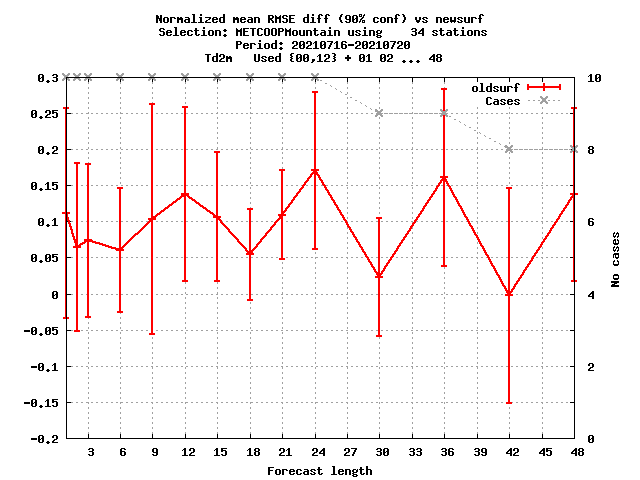 Normalized mean RMSE diff (90% conf) vs newsurf
Selection: METCOOPMountain using    34 stations
Period: 20210716-20210720
Td2m   Used {00,12} + 01 02 ... 48
oldsurf
Cases
0.3
0.25
0.2
0.15
0.1
0.05
0
-0.05
-0.1
-0.15
-0.2
10
8
6
4
2
0
No cases
3 6 9 12 15 18 21 24 27 30 33 36 39 42 45 48
Forecast length